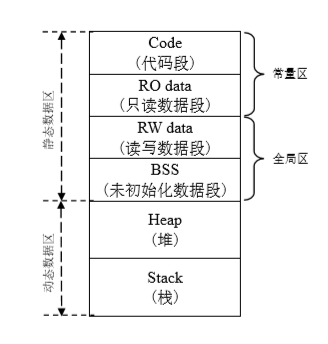 Code
(代码段)
RO data
(只读数据段)
RW data
(读写数据段)
BSS
(未初始化数据段)
Heap
(堆)
Stack
(栈)
常量区
全局区
静态数据区
动态数据区